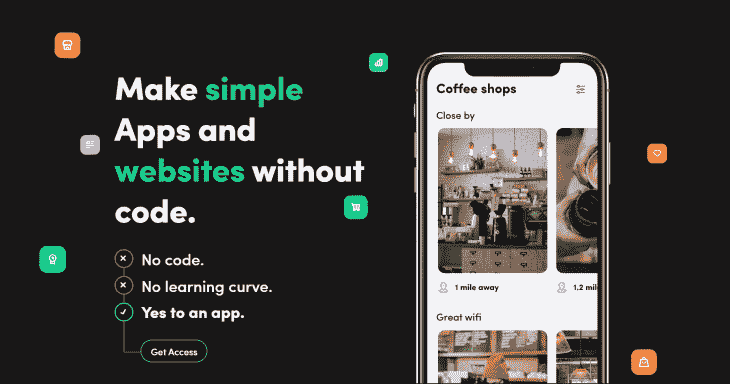 Make simple
Apps and
websites without
code.
No code.
No learning curve.
Yes to an app.
Get Access
Coffee shops
Close by
1 mile away
1.2
Great wifi